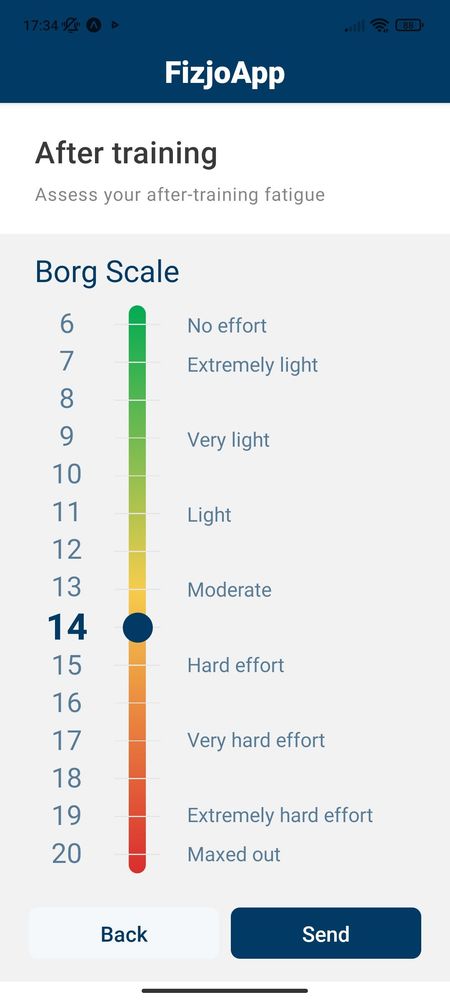 17:34 88
FizjoApp
After training
Assess your after-training fatigue
Borg Scale
6 No effort
7 Extremely light
8
9 Very light
10
11 Light
12
13 Moderate
14
15 Hard effort
16
17 Very hard effort
18
19 Extremely hard effort
20 Maxed out
Back Send